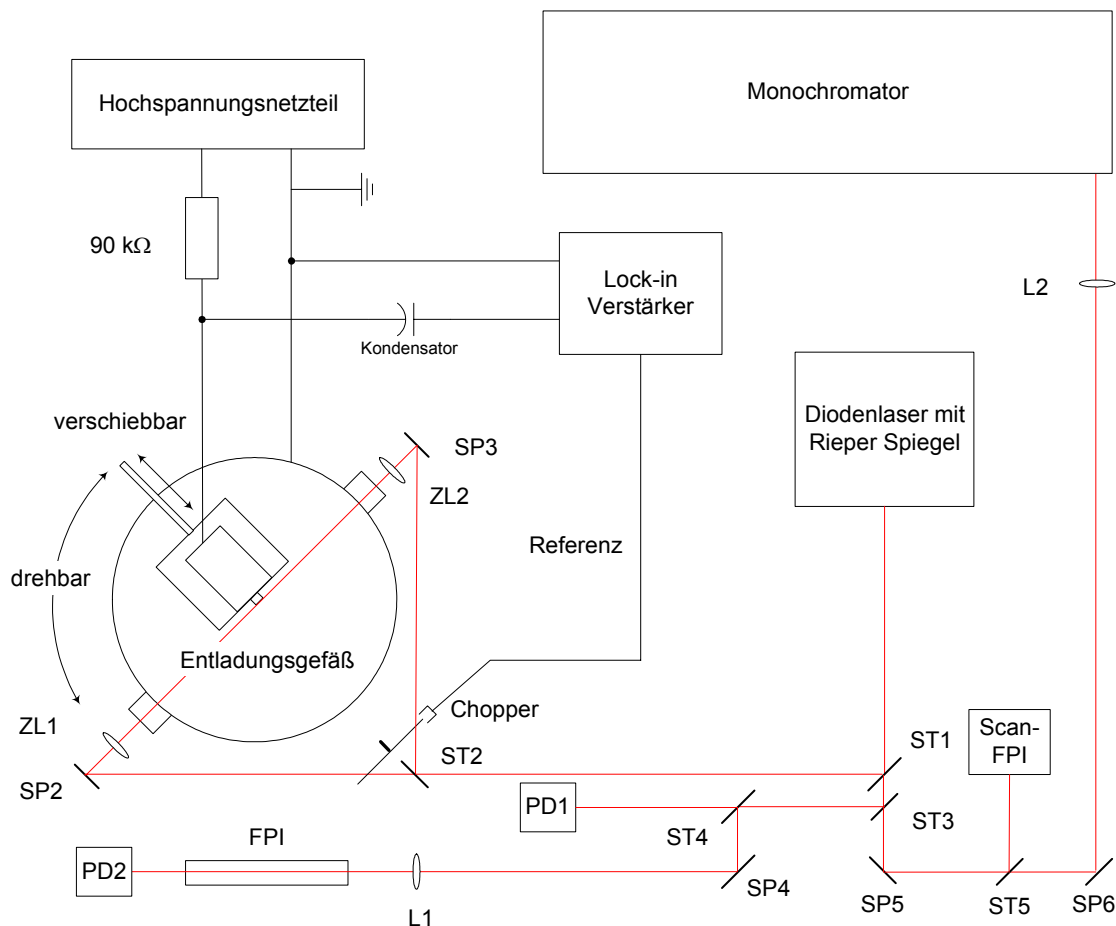 Hochspannungsnetzteil
Monochromator
90 kΩ
Lock-in
Verstärker
L2
Kondensator
Diodenlaser mit
Rieper Spiegel
verschiebbar
SP3
ZL2
Referenz
drehbar
Entladungsgefäß
Chopper
ZL1
ST2
ST1
Scan-
FPI
SP2
PD1
ST3
ST4
FPI
PD2
SP4
SP5
ST5
SP6
L1